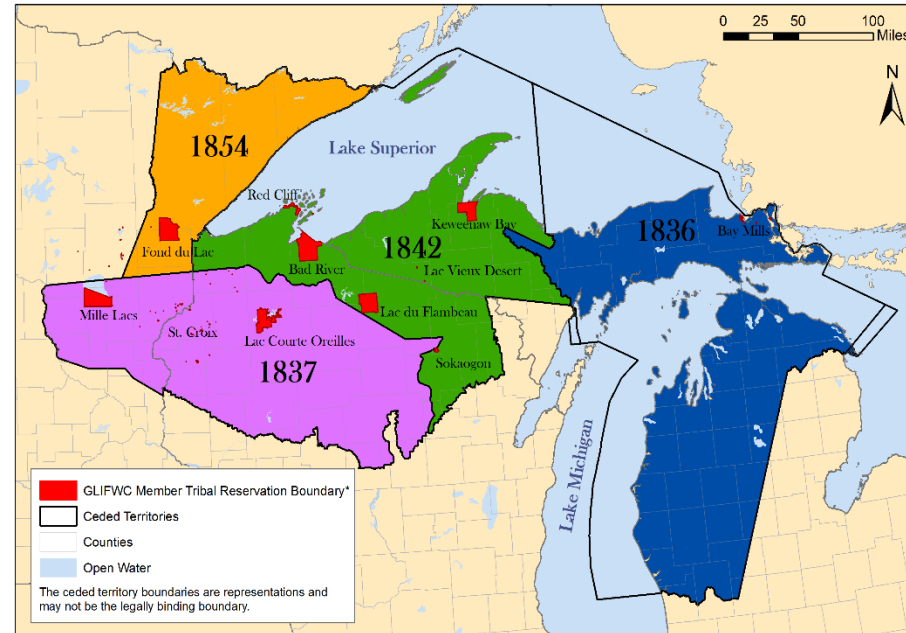 0 25 50 100
Miles
N
1854
Lake Superior
Red Cliff
Keweenaw Bay
1836
Bay Mills
Fond du Lac
1842
Bad River
Lac Vieux Desert
Mille Lacs
Lac du Flambeau
St. Croix
Lac Courte Oreilles
Sokaogon
1837
Lake Michigan
GLIFWC Member Tribal Reservation Boundary*
Ceded Territories
Counties
Open Water
The ceded territory boundaries are representations and
may not be the legally binding boundary.